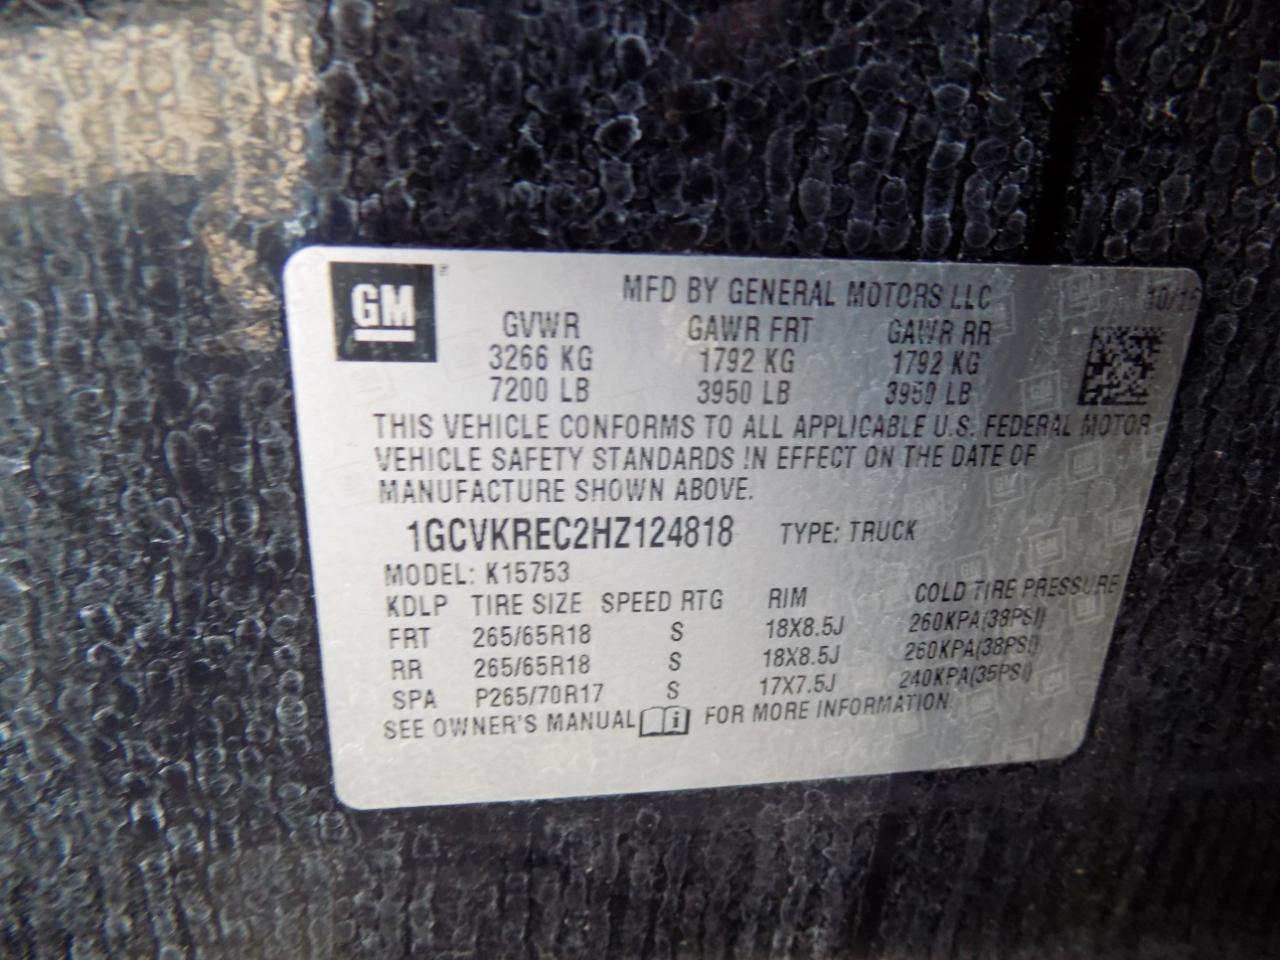 GM
MFD BY GENERAL MOTORS LLC
GVWR GAWR FRT GAWR RR
3266 KG 1792 KG 1792 KG
7200 LB 3950 LB 3950 LB
THIS VEHICLE CONFORMS TO ALL APPLICABLE U.S. FEDERAL MOTOR
VEHICLE SAFETY STANDARDS IN EFFECT ON THE DATE OF
MANUFACTURE SHOWN ABOVE.
1GCVKREC2HZ124818 TYPE: TRUCK
MODEL: K15753
KDLP TIRE SIZE SPEED RTG RIM COLD TIRE PRESSURE
FRT 265/65R18 S 18X8.5J 260KPA(38PSI)
RR 265/65R18 S 18X8.5J 260KPA(38PSI)
SPA P265/70R17 S 17X7.5J 240KPA(35PSI)
SEE OWNER'S MANUAL i FOR MORE INFORMATION